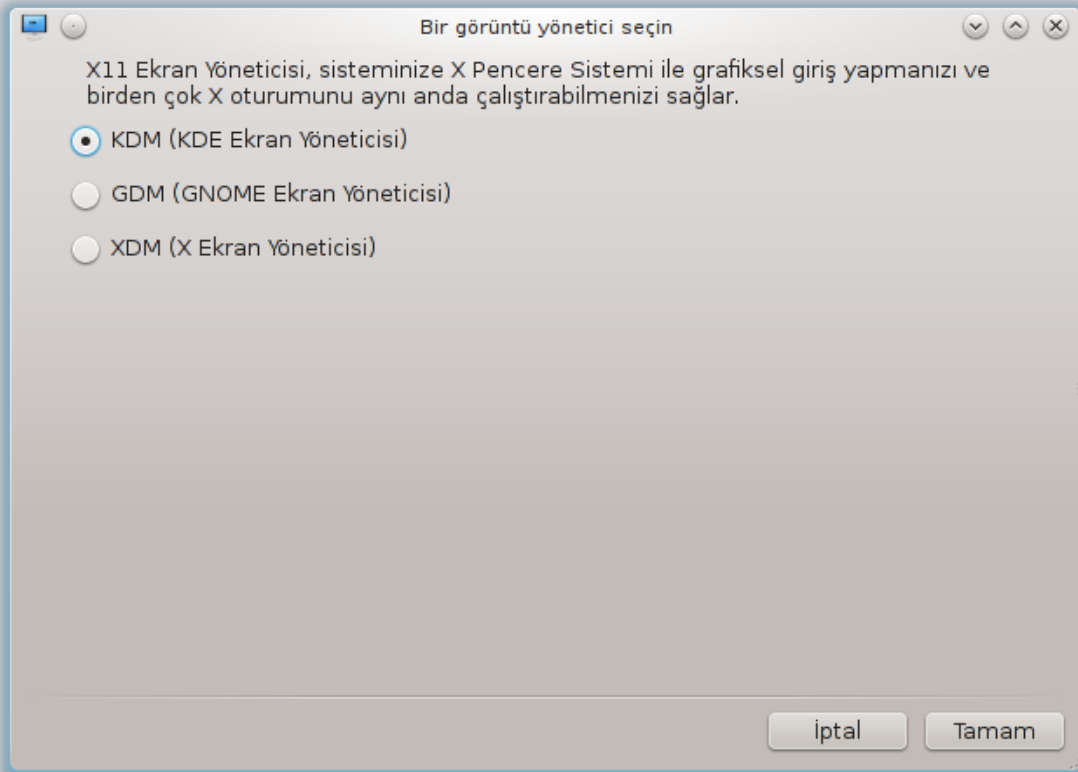 Bir görüntü yönetici seçin
X11 Ekran Yöneticisi, sisteminize X Pencere Sistemi ile grafiksel giriş yapmanızı ve
birden çok X oturumunu aynı anda çalıştırabilmenizi sağlar.
KDM (KDE Ekran Yöneticisi)
GDM (GNOME Ekran Yöneticisi)
XDM (X Ekran Yöneticisi)
İptal
Tamam